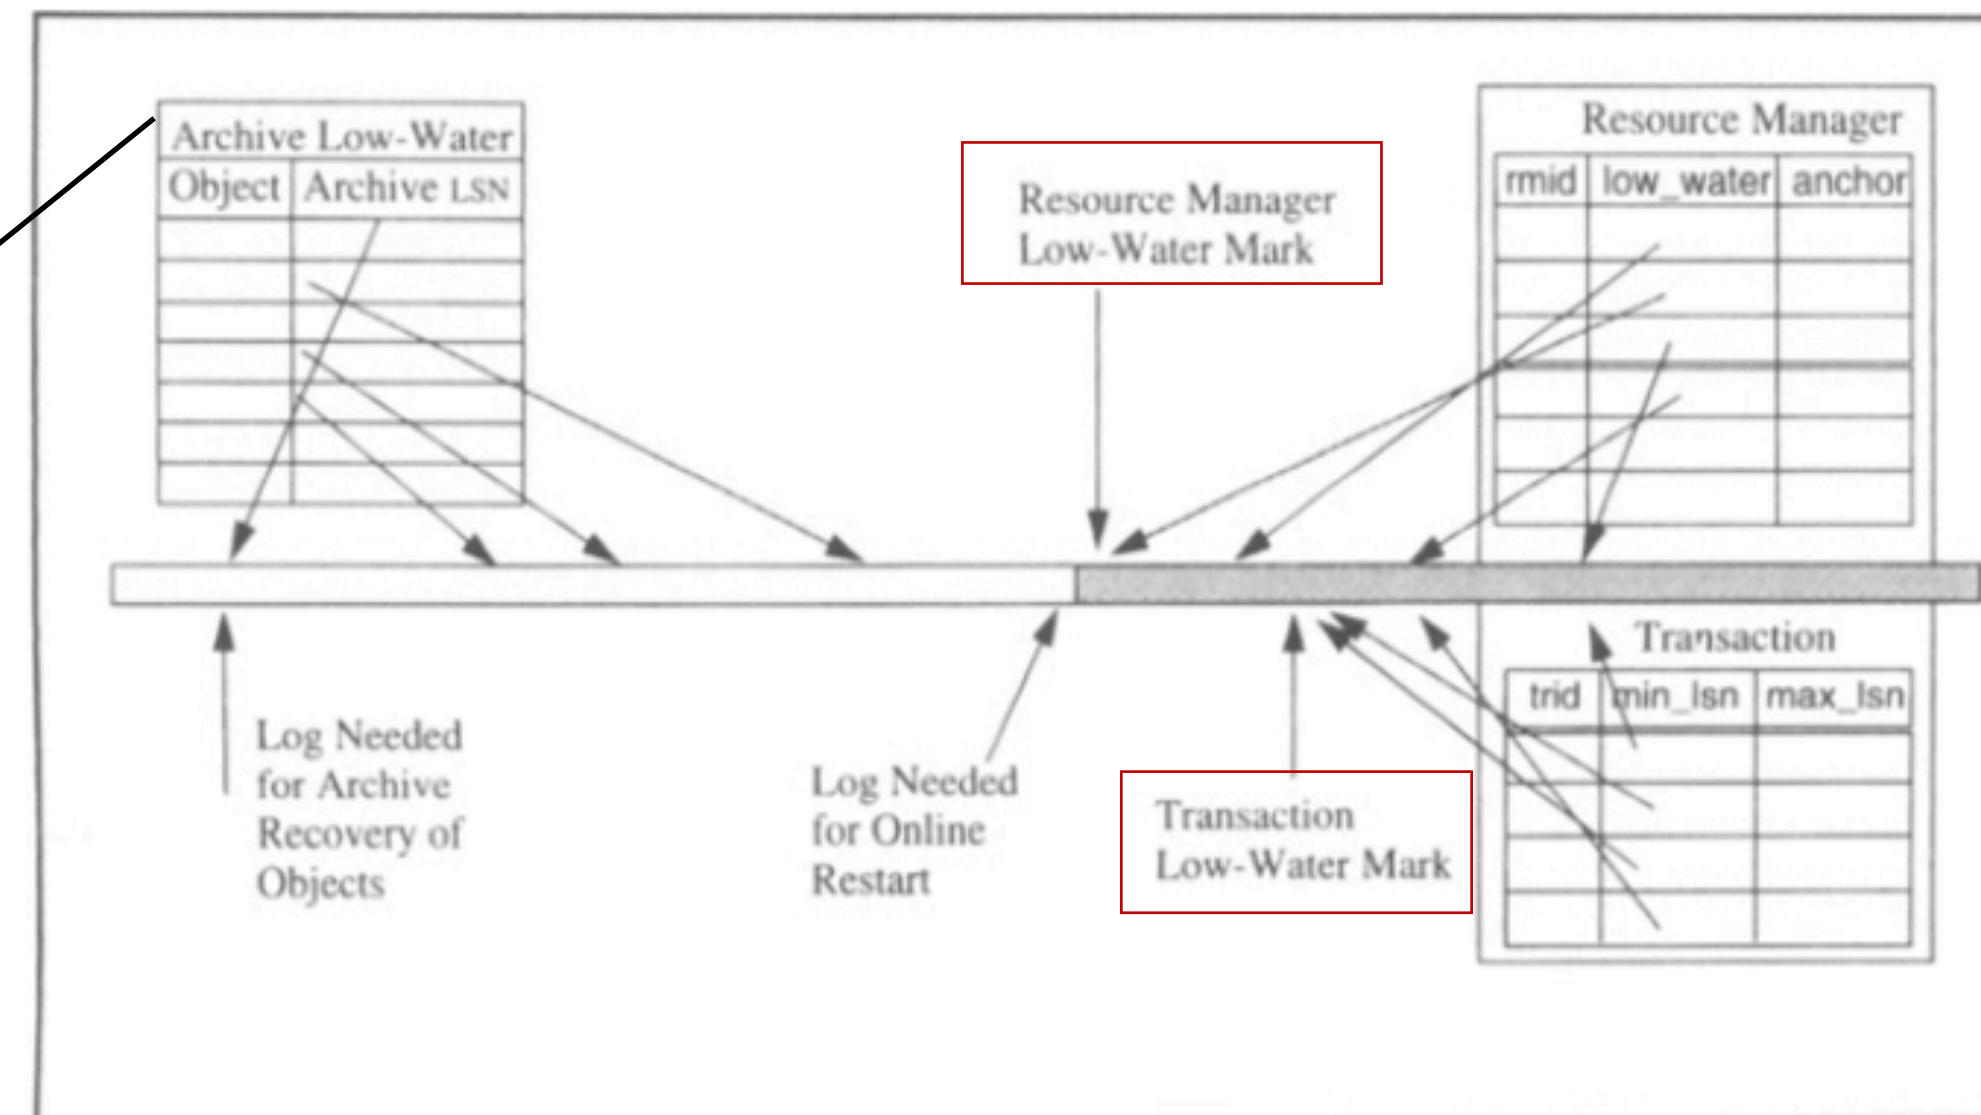 Archive Low-Water
Object Archive LSN
Resource Manager
Low-Water Mark
Resource Manager
rmid low_water anchor
Log Needed
for Archive
Recovery of
Objects
Log Needed
for Online
Restart
Transaction
Low-Water Mark
Transaction
trid min_lsn max_lsn